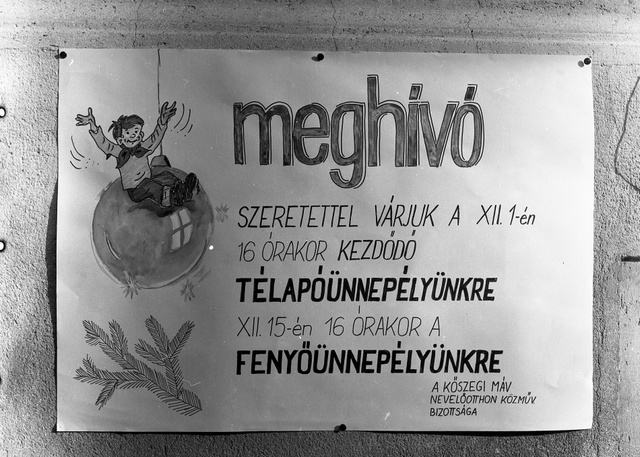 meghívó
SZERETETTEL VÁRJUK A XII. 1-én
16 ÓRAKOR KEZDŐDŐ
TÉLAPÓÜNNEPÉLYÜNKRE
XII. 15-én 16 ÓRAKOR A
FENYŐÜNNEPÉLYÜNKRE
A KŐSZEGI MÁV
NEVELŐOTTHON KÖZMŰV.
BIZOTTSÁGA